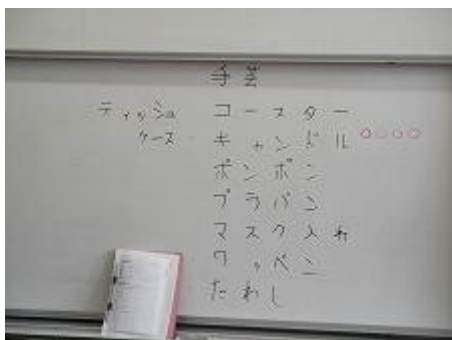 手芸
ティッシュ
ケース
コースター
キャンドル
ポンポン
プラバン
マスク入れ
ワッペン
たわし